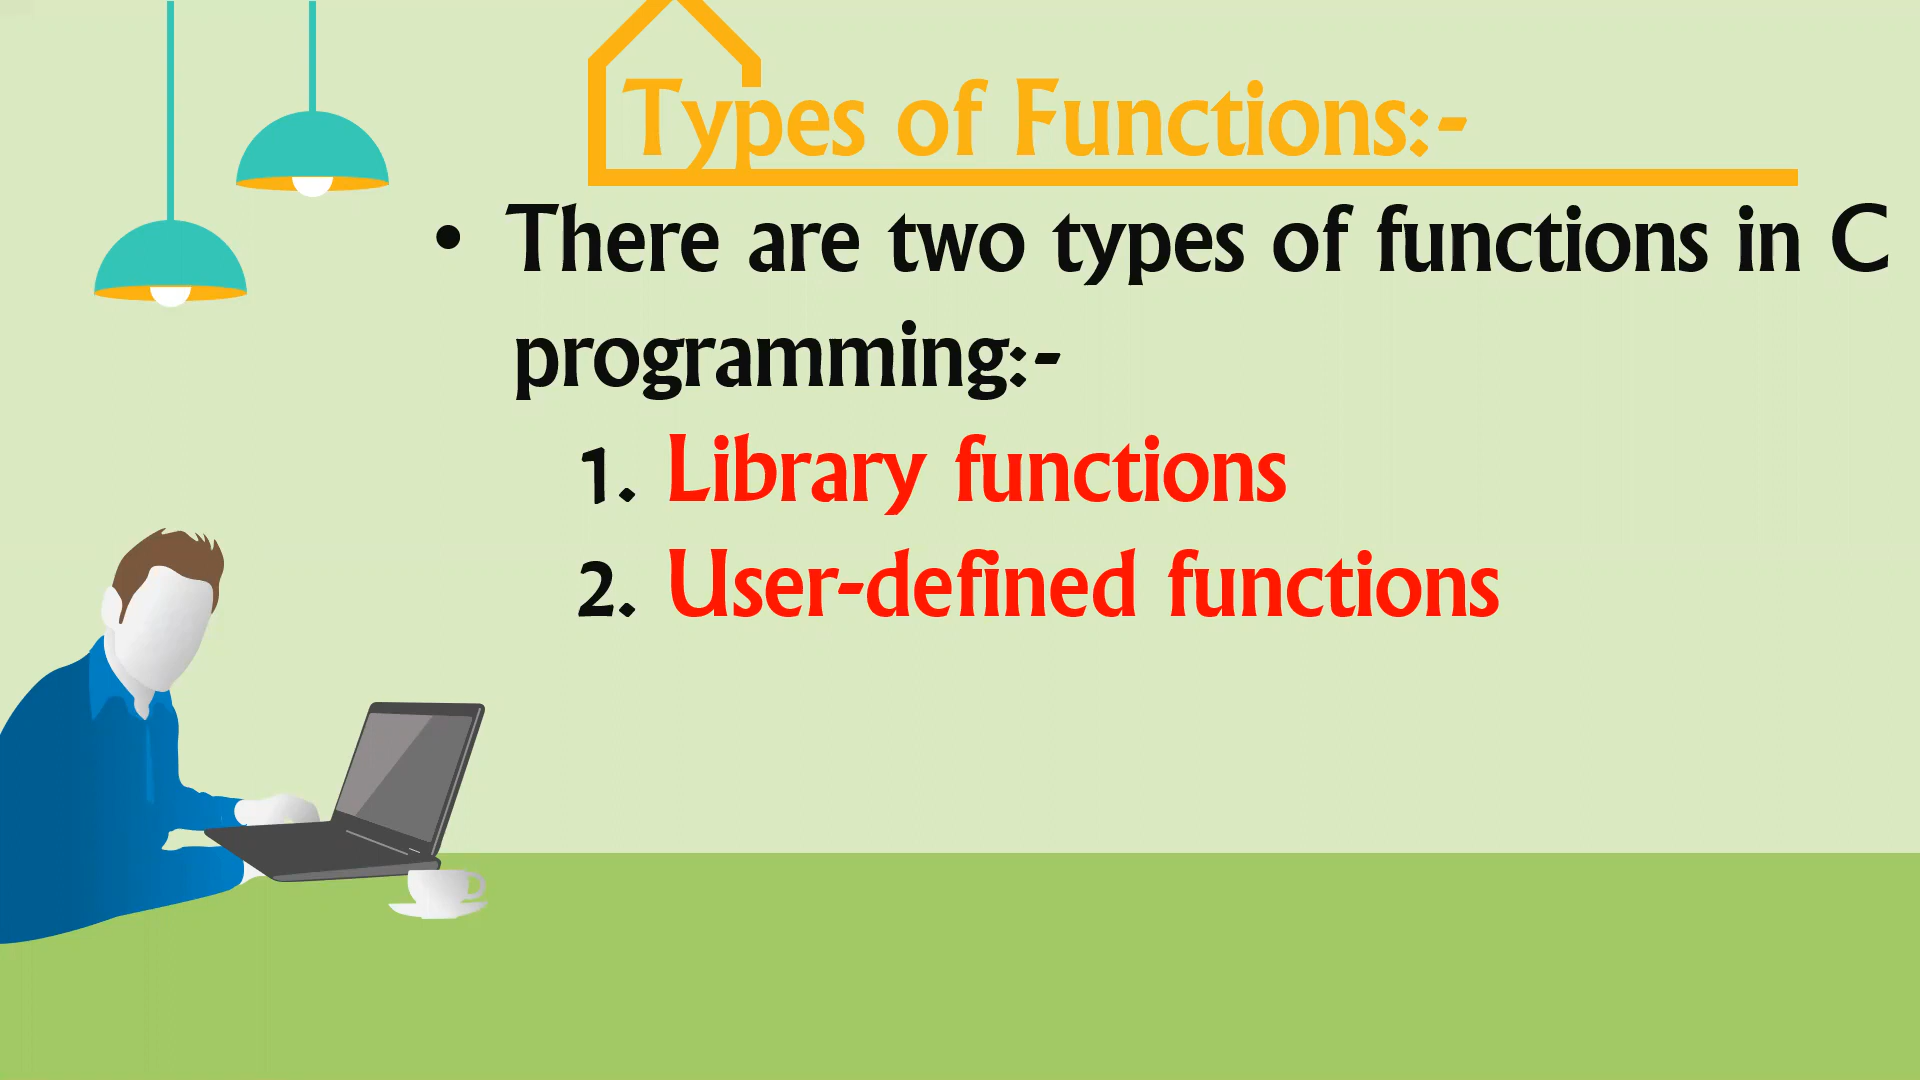 Types of Functions:-
• There are two types of functions in C
programming:-
1. Library functions
2. User-defined functions